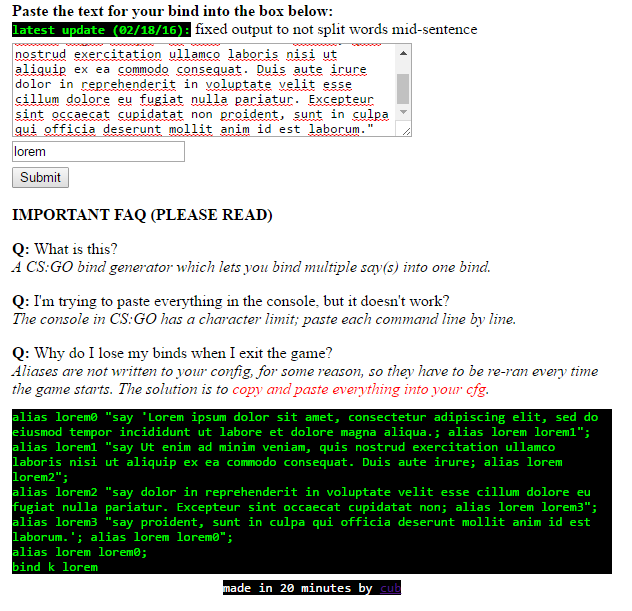 Paste the text for your bind into the box below:
latest update (02/18/16): fixed output to not split words mid-sentence
nostrud exercitation ullamco laboris nisi ut
aliquip ex ea commodo consequat. Duis aute irure
dolor in reprehenderit in voluptate velit esse
cillum dolore eu fugiat nulla pariatur. Excepteur
sint occaecat cupidatat non proident, sunt in culpa
qui officia deserunt mollit anim id est laborum."
lorem
Submit
IMPORTANT FAQ (PLEASE READ)
Q: What is this?
A CS:GO bind generator which lets you bind multiple say(s) into one bind.
Q: I'm trying to paste everything in the console, but it doesn't work?
The console in CS:GO has a character limit; paste each command line by line.
Q: Why do I lose my binds when I exit the game?
Aliases are not written to your config, for some reason, so they have to be re-ran every time
the game starts. The solution is to copy and paste everything into your cfg.
alias lorem0 "say 'Lorem ipsum dolor sit amet, consectetur adipiscing elit, sed do
eiusmod tempor incididunt ut labore et dolore magna aliqua.; alias lorem lorem1";
alias lorem1 "say Ut enim ad minim veniam, quis nostrud exercitation ullamco
laboris nisi ut aliquip ex ea commodo consequat. Duis aute irure; alias lorem
lorem2";
alias lorem2 "say dolor in reprehenderit in voluptate velit esse cillum dolore eu
fugiat nulla pariatur. Excepteur sint occaecat cupidatat non; alias lorem lorem3";
alias lorem3 "say proident, sunt in culpa qui officia deserunt mollit anim id est
laborum.'; alias lorem lorem0";
alias lorem lorem0;
bind k lorem
made in 20 minutes by cub